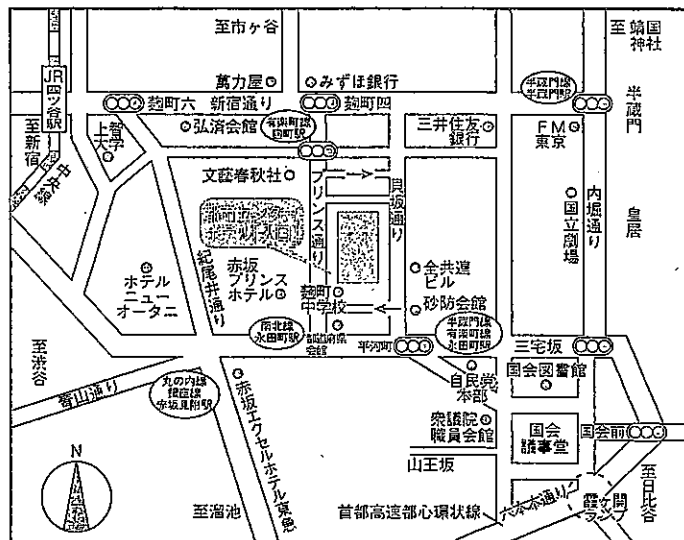 至市ヶ谷
至靖国
神社
JR四ツ谷駅
萬力屋
みずほ銀行
半蔵門線
半蔵門駅
半蔵門
麹町六
新宿通り
麹町四
至新宿
上智
大学
弘済会館
有楽町線
麹町駅
三井住友
銀行
FM
東京
中央線
文藝春秋社
プリンス通り
貝坂通り
国立劇場
内堀通り
皇居
紀尾井通り
ホテル
ニュー
オータニ
赤坂
プリンス
ホテル
麹町
中学校
全共連
ビル
砂防会館
南北線
永田町駅
都道府県
会館
平河町
半蔵門線
有楽町線
永田町駅
三宅坂
至渋谷
青山通り
丸の内線
銀座線
赤坂見附駅
赤坂エクセルホテル東急
自民党
本部
国会図書館
衆議院
職員会館
国会
議事堂
国会前
山王坂
N
至溜池
首都高速都心環状線
六本木通り
霞ヶ関
ランプ
至日比谷